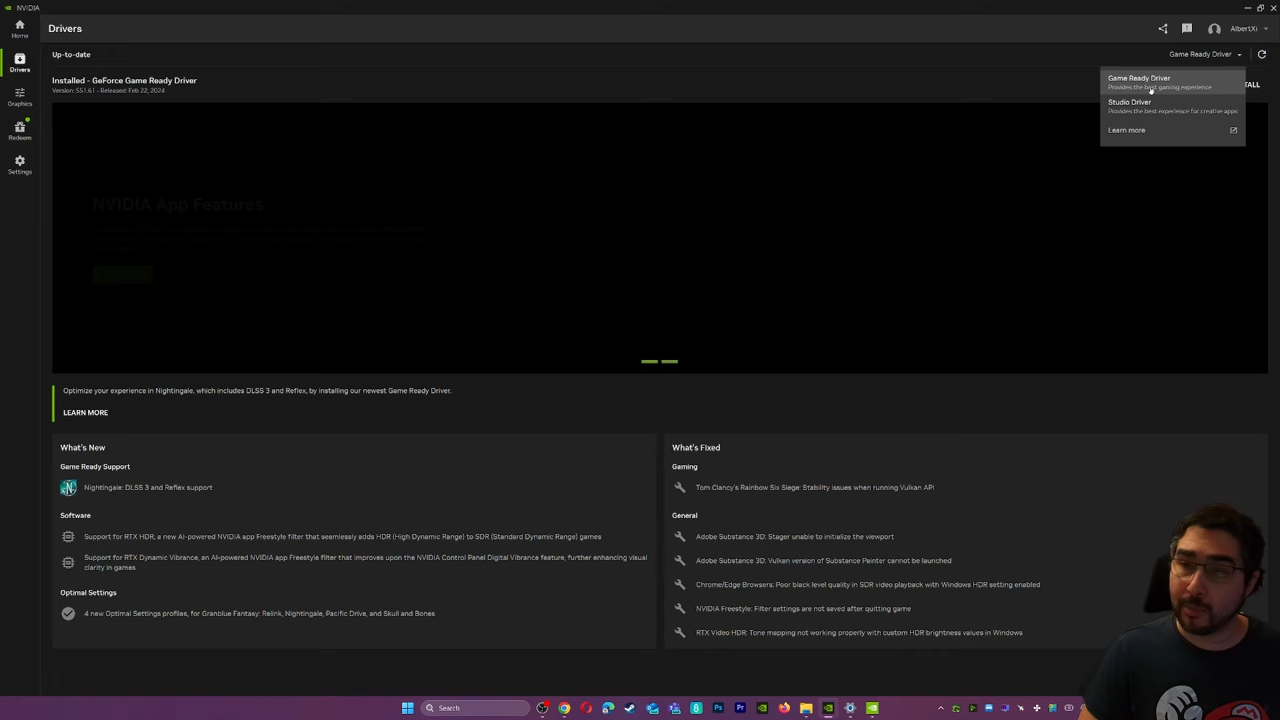 NVIDIA
Home
Drivers
AlbertXi
Drivers
Up-to-date
Game Ready Driver
Installed - GeForce Game Ready Driver
Version: 551.61 - Released: Feb 22, 2024
Game Ready Driver
Provides the best gaming experience
Studio Driver
Provides the best experience for creative apps
Learn more
Graphics
Redeem
Settings
NVIDIA App Features
Optimize your experience in Nightingale, which includes DLSS 3 and Reflex, by installing our newest Game Ready Driver.
LEARN MORE
What's New
Game Ready Support
Nightingale: DLSS 3 and Reflex support
Software
Support for RTX HDR, a new AI-powered NVIDIA app Freestyle filter that seemlessly adds HDR (High Dynamic Range) to SDR (Standard Dynamic Range) games
Support for RTX Dynamic Vibrance, an AI-powered NVIDIA app Freestyle filter that improves upon the NVIDIA Control Panel Digital Vibrance feature, further enhancing visual
clarity in games
Optimal Settings
4 new Optimal Settings profiles, for Granblue Fantasy: Relink, Nightingale, Pacific Drive, and Skull and Bones
What's Fixed
Gaming
Tom Clancy's Rainbow Six Siege: Stability issues when running Vulkan API
General
Adobe Substance 3D: Stager unable to initialize the viewport
Adobe Substance 3D: Vulkan version of Substance Painter cannot be launched
Chrome/Edge Browsers: Poor black level quality in SDR video playback with Windows HDR setting enabled
NVIDIA Freestyle: Filter settings are not saved after quitting game
RTX Video HDR: Tone mapping not working properly with custom HDR brightness values in Windows
Search